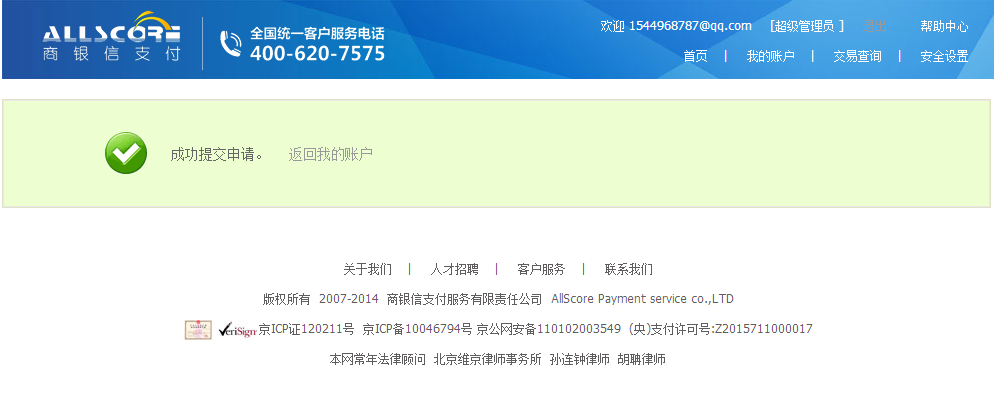 ALLSCORE
商银信支付
全国统一客户服务电话
400-620-7575
欢迎 1544968787@qq.com [超级管理员 ] 退出 帮助中心
首页 | 我的账户 | 交易查询 | 安全设置
成功提交申请。 返回我的账户
关于我们 | 人才招聘 | 客户服务 | 联系我们
版权所有 2007-2014 商银信支付服务有限责任公司 AllScore Payment service co.,LTD
VeriSign 京ICP证120211号 京ICP备10046794号 京公网安备110102003549 (央)支付许可号:Z2015711000017
本网常年法律顾问 北京维京律师事务所 孙连钟律师 胡聃律师